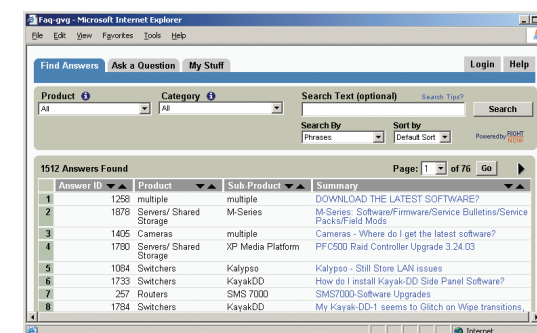 Faq-gvg - Microsoft Internet Explorer
File Edit View Favorites Tools Help
Find Answers Ask a Question My Stuff Login Help
Product Category Search Text (optional) Search Tips?
All All Search
Search By Sort by
Phrases Default Sort Powered by RIGHT NOW
1512 Answers Found Page: 1 of 76 Go
Answer ID Product Sub-Product Summary
1 1258 multiple multiple DOWNLOAD THE LATEST SOFTWARE?
2 1878 Servers/ Shared M-Series M-Series: Software/Firmware/Service Bulletins/Service
Storage Packs/Field Mods
3 1405 Cameras multiple Cameras - Where do I get the latest software?
4 1780 Servers/ Shared XP Media Platform PFC500 Raid Controller Upgrade 3.24.03
Storage
5 1084 Switchers Kalypso Kalypso - Still Store LAN issues
6 1733 Switchers KayakDD How do I install Kayak-DD Side Panel Software?
7 257 Routers SMS 7000 SMS7000-Software Upgrades
8 1784 Switchers KayakDD My Kayak-DD-1 seems to Glitch on Wipe transitions,
Internet